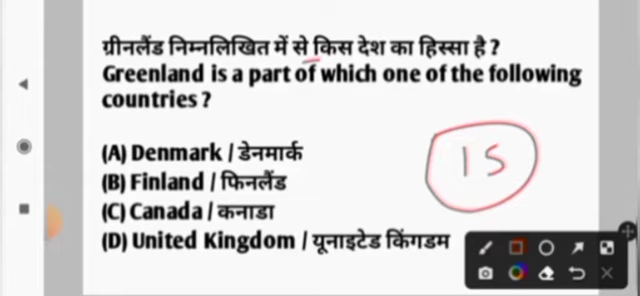 ग्रीनलैंड निम्नलिखित में से किस देश का हिस्सा है ?
Greenland is a part of which one of the following
countries ?
(A) Denmark / डेनमार्क
(B) Finland / फिनलैंड
(C) Canada / कनाडा
(D) United Kingdom / यूनाइटेड किंगडम
15